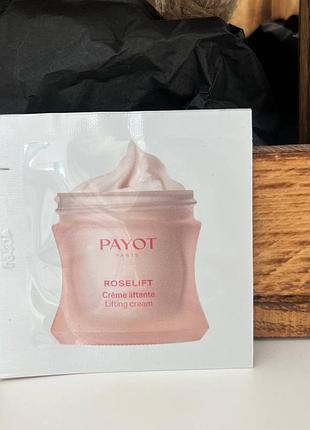 PAYOT
PARIS
ROSELIFT
Crème liftante
Lifting cream